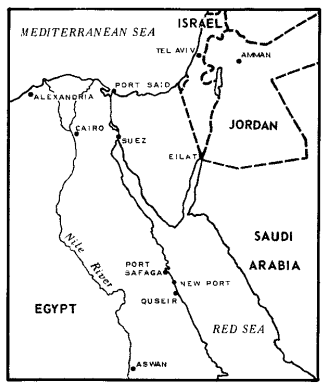 ISRAEL
MEDITERRANEAN SEA
TEL AVIV
AMMAN
PORT SAID
ALEXANDRIA
JORDAN
CAIRO
SUEZ
EILAT
Nile River
SAUDI
ARABIA
PORT
SAFAGA
NEW PORT
QUSEIR
EGYPT
RED SEA
ASWAN